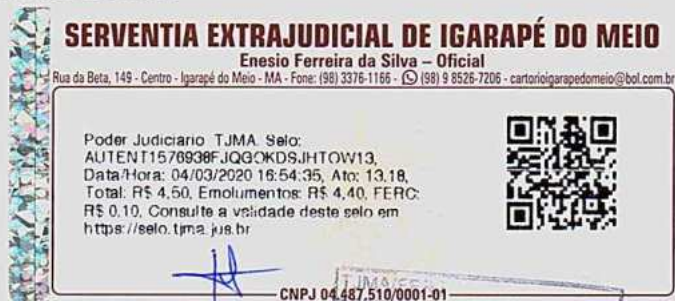 SERVENTIA EXTRAJUDICIAL DE IGARAPÉ DO MEIO
Enesio Ferreira da Silva – Oficial
Rua da Beta, 149 - Centro - Igarapé do Meio - MA - Fone: (98) 3376-1166 - (98) 9 8526-7206 - cartorioigarapedomeio@bol.com.br
Poder Judiciario TJMA. Selo:
AUTENT1576938FJQGOKDSJHTOW13,
Data/Hora: 04/03/2020 16:54:35, Ato: 13.18,
Total: R$ 4,50, Emolumentos: R$ 4,40, FERC:
R$ 0,10, Consulte a validade deste selo em
https://selo.tjma.jus.br
CNPJ 04.487.510/0001-01